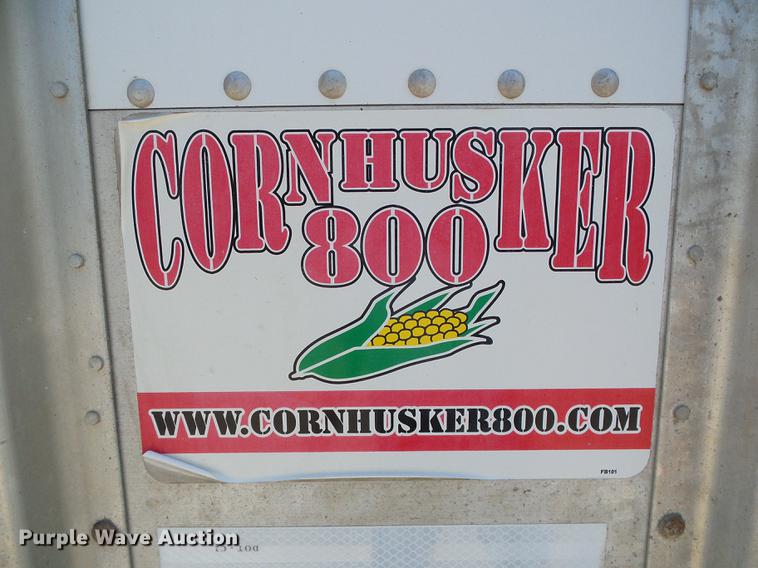 CORNHUSKER
800
WWW.CORNHUSKER800.COM
FB101
Purple Wave Auction